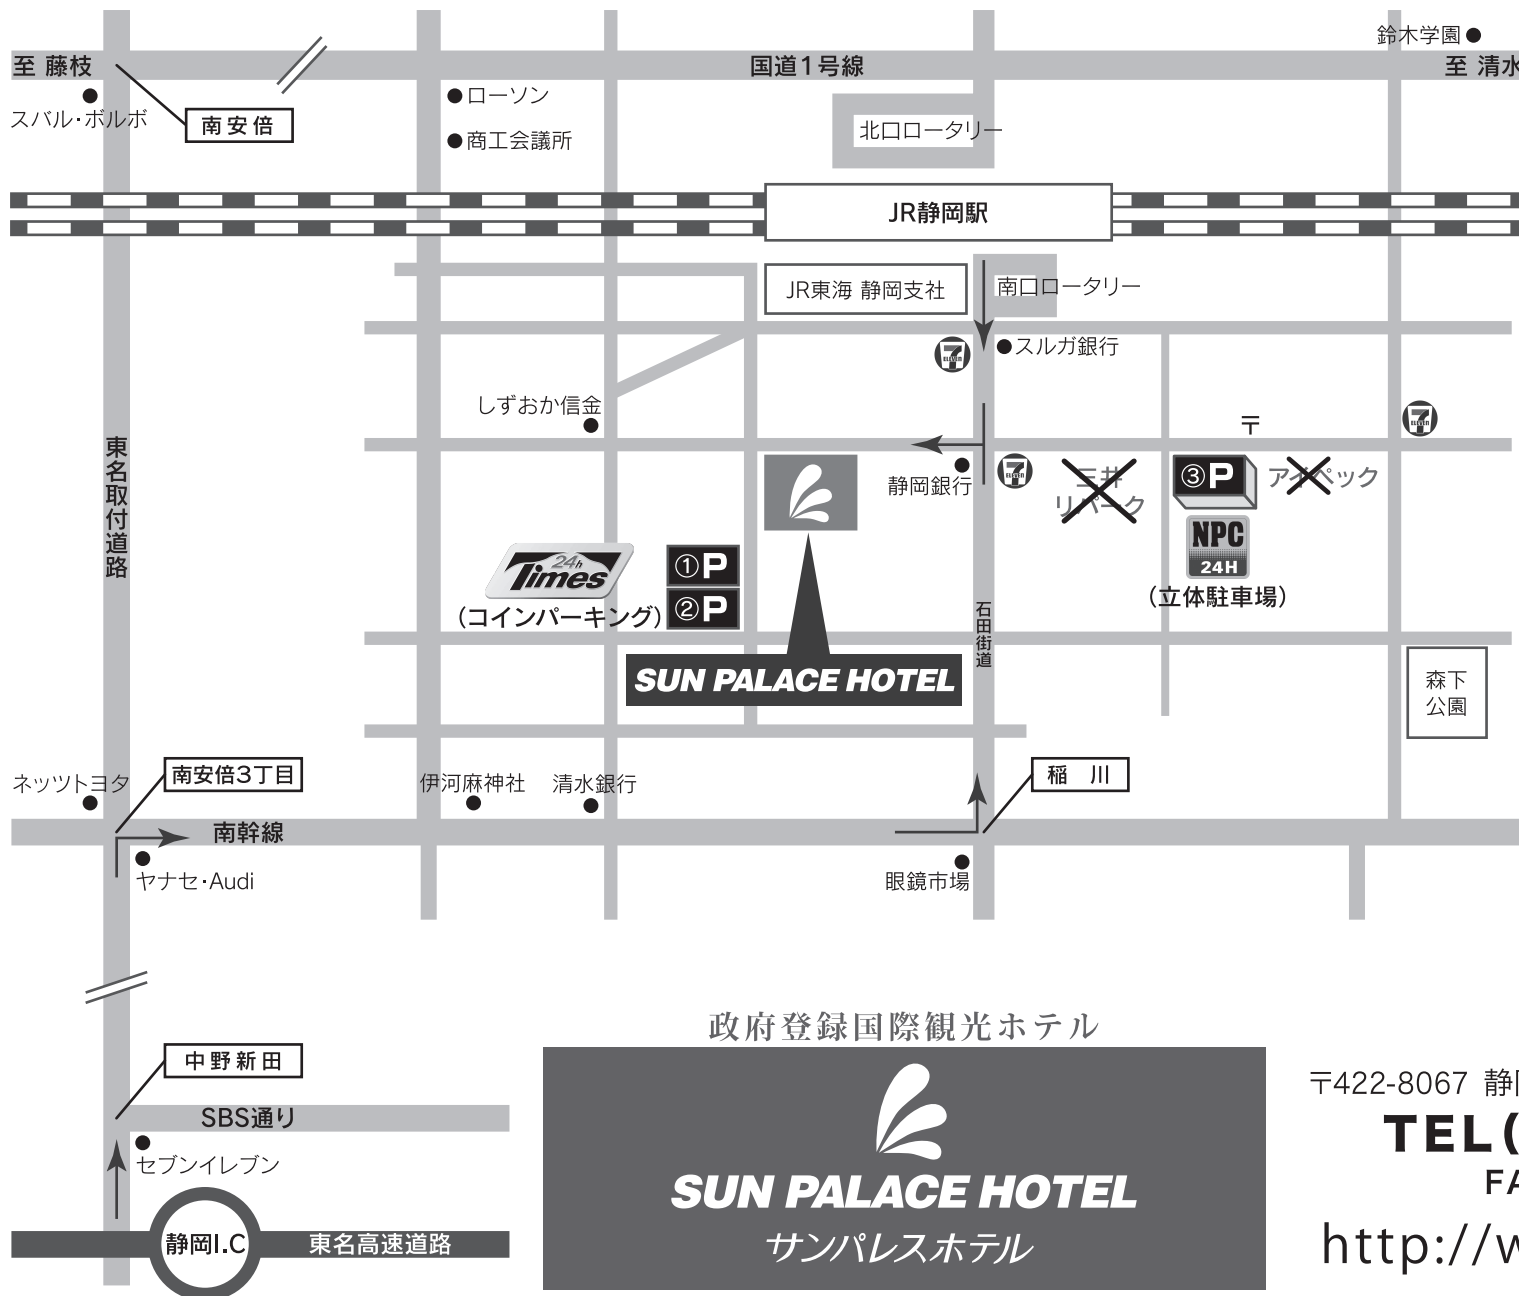 鈴木学園
至 藤枝
国道1号線
至 清水
スバル・ボルボ
南安倍
ローソン
商工会議所
北口ロータリー
JR静岡駅
JR東海 静岡支社
南口ロータリー
7
ELEVEN
スルガ銀行
しずおか信金
〒
7
ELEVEN
東名取付道路
静岡銀行
7
ELEVEN
三井
リパーク
③P
アイペック
NPC
24H
(立体駐車場)
24h
Times
(コインパーキング)
①P
②P
石田街道
SUN PALACE HOTEL
森下
公園
ネッツトヨタ
南安倍3丁目
伊河麻神社
清水銀行
稲 川
南幹線
ヤナセ・Audi
眼鏡市場
中野新田
SBS通り
セブンイレブン
静岡I.C
東名高速道路
政府登録国際観光ホテル
SUN PALACE HOTEL
サンパレスホテル
〒422-8067 静
TEL(
FA
http://w